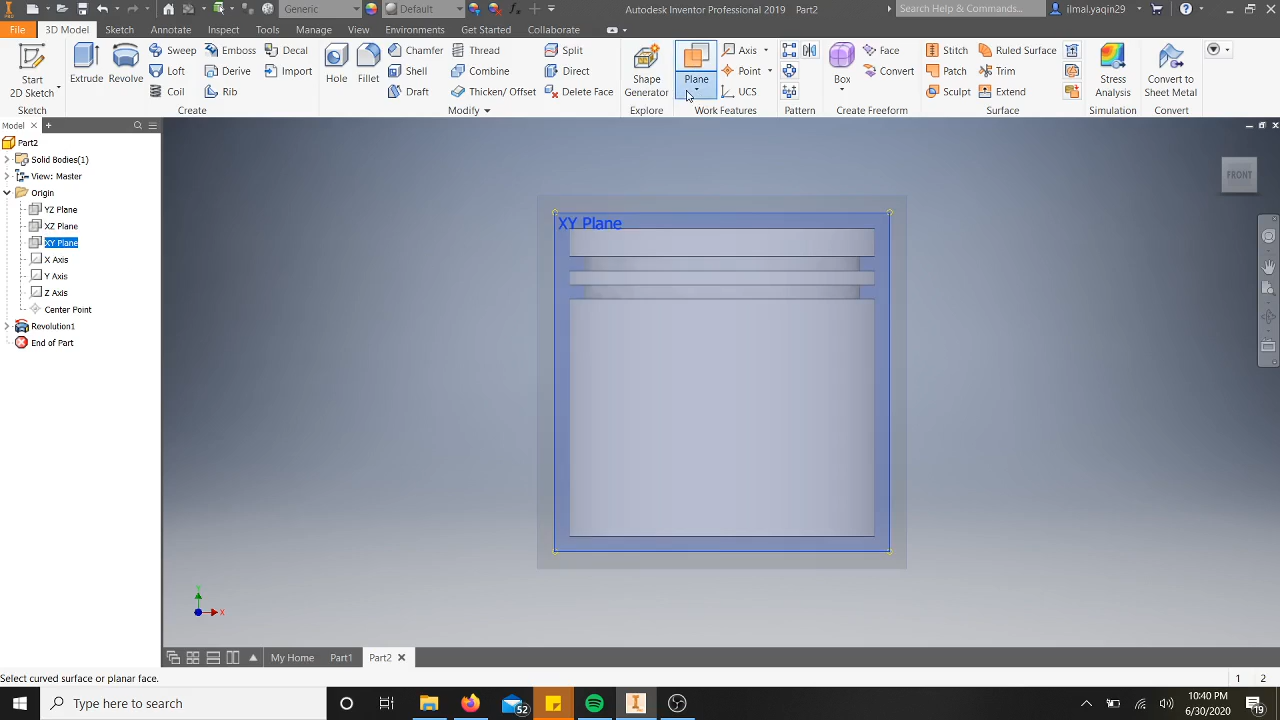 Generic
Default
Autodesk Inventor Professional 2019 Part2
Search Help & Commands...
ilmal.yaqin29
File 3D Model Sketch Annotate Inspect Tools Manage View Environments Get Started Collaborate
Start
2D Sketch
Extrude
Revolve
Sweep
Emboss
Decal
Loft
Derive
Import
Coil
Rib
Hole
Fillet
Chamfer
Thread
Split
Shell
Combine
Direct
Draft
Thicken/ Offset
Delete Face
Shape
Generator
Plane
Axis
Point
UCS
Box
Face
Convert
Stitch
Ruled Surface
Patch
Trim
Sculpt
Extend
Stress
Analysis
Convert to
Sheet Metal
Sketch Create Modify Explore Work Features Pattern Create Freeform Surface Simulation Convert
Model
Part2
Solid Bodies(1)
View: Master
Origin
YZ Plane
XZ Plane
XY Plane
X Axis
Y Axis
Z Axis
Center Point
Revolution1
End of Part
XY Plane
FRONT
Y
X
My Home Part1 Part2
Select curved surface or planar face.
1 2
Type here to search
52
10:40 PM
6/30/2020
19